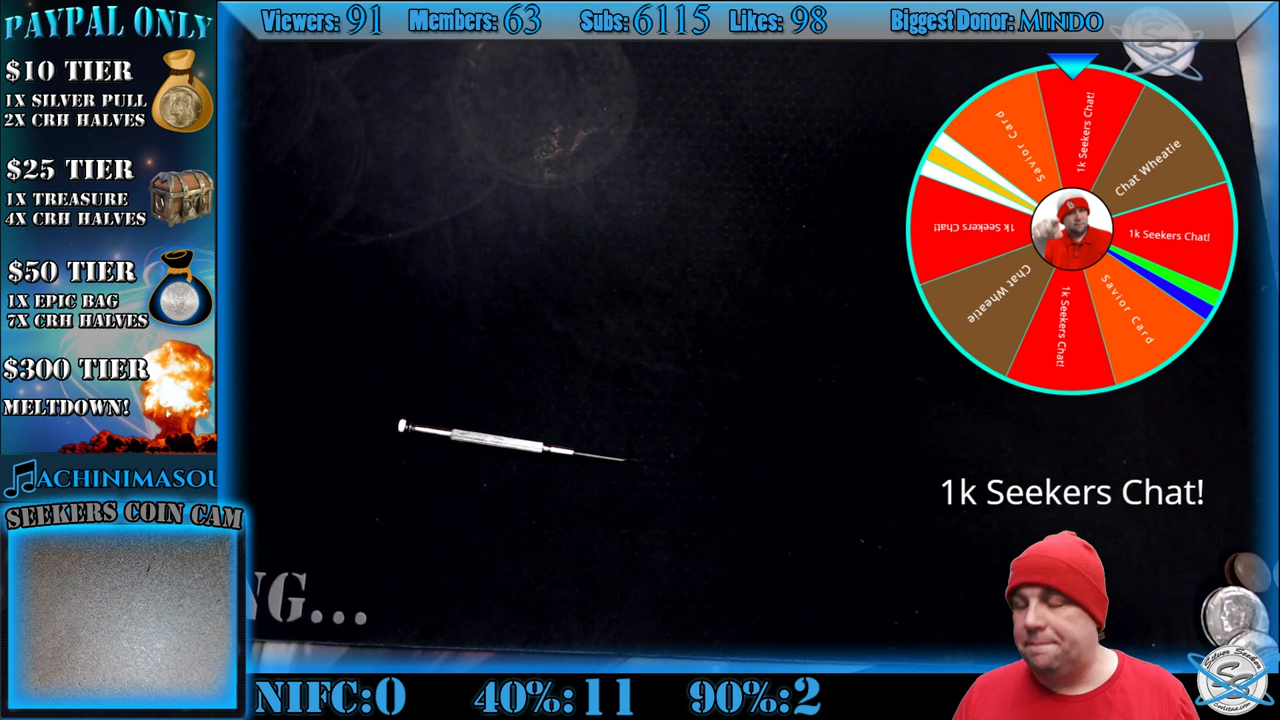 PAYPAL ONLY
$10 TIER
1X SILVER PULL
2X CRH HALVES
$25 TIER
1X TREASURE
4X CRH HALVES
$50 TIER
1X EPIC BAG
7X CRH HALVES
$300 TIER
MELTDOWN!
ACHINIMASOU
SEEKERS COIN CAM
Viewers: 91 Members: 63 Subs: 6115 Likes: 98 Biggest Donor: MINDO
1k Seekers Chat!
Chat Wheatie
1k Seekers Chat!
Savior Card
1k Seekers Chat!
Chat Wheatie
1k Seekers Chat!
Savior Card
1k Seekers Chat!
NG...
NIFC:0 40%:11 90%:2
Silver Seeker